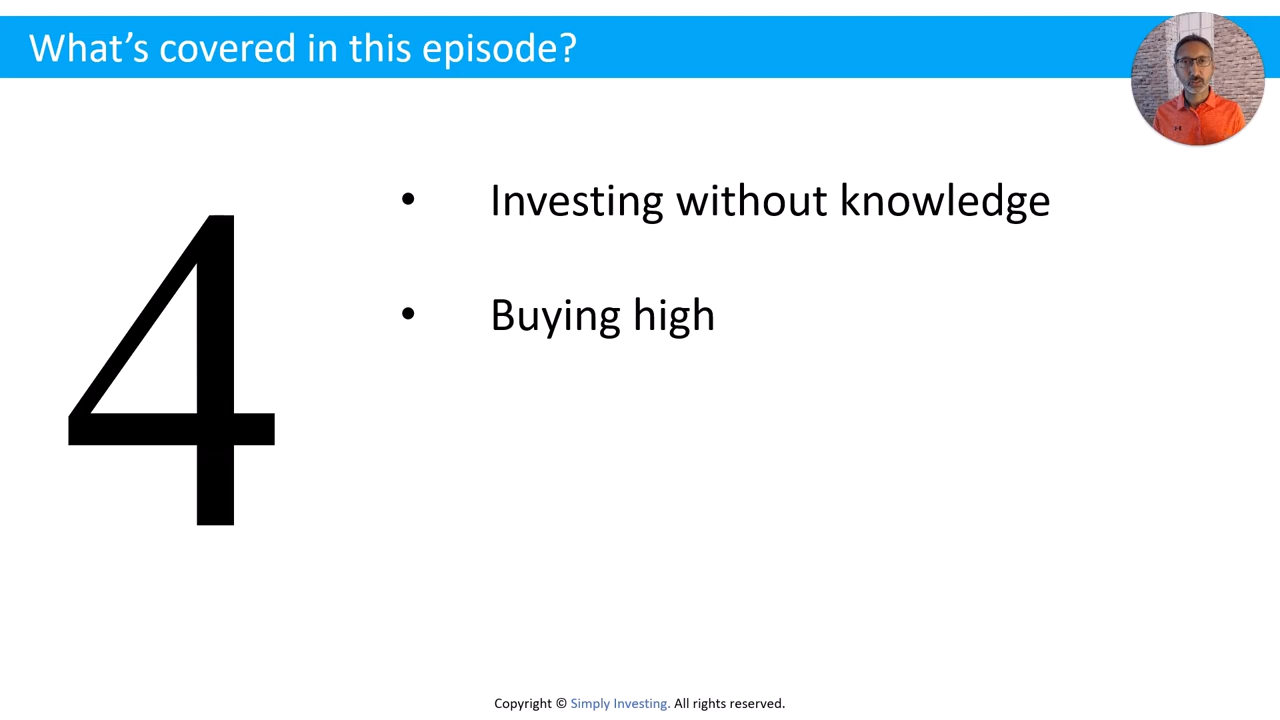 What's covered in this episode?
4
• Investing without knowledge
• Buying high
Copyright © Simply Investing. All rights reserved.